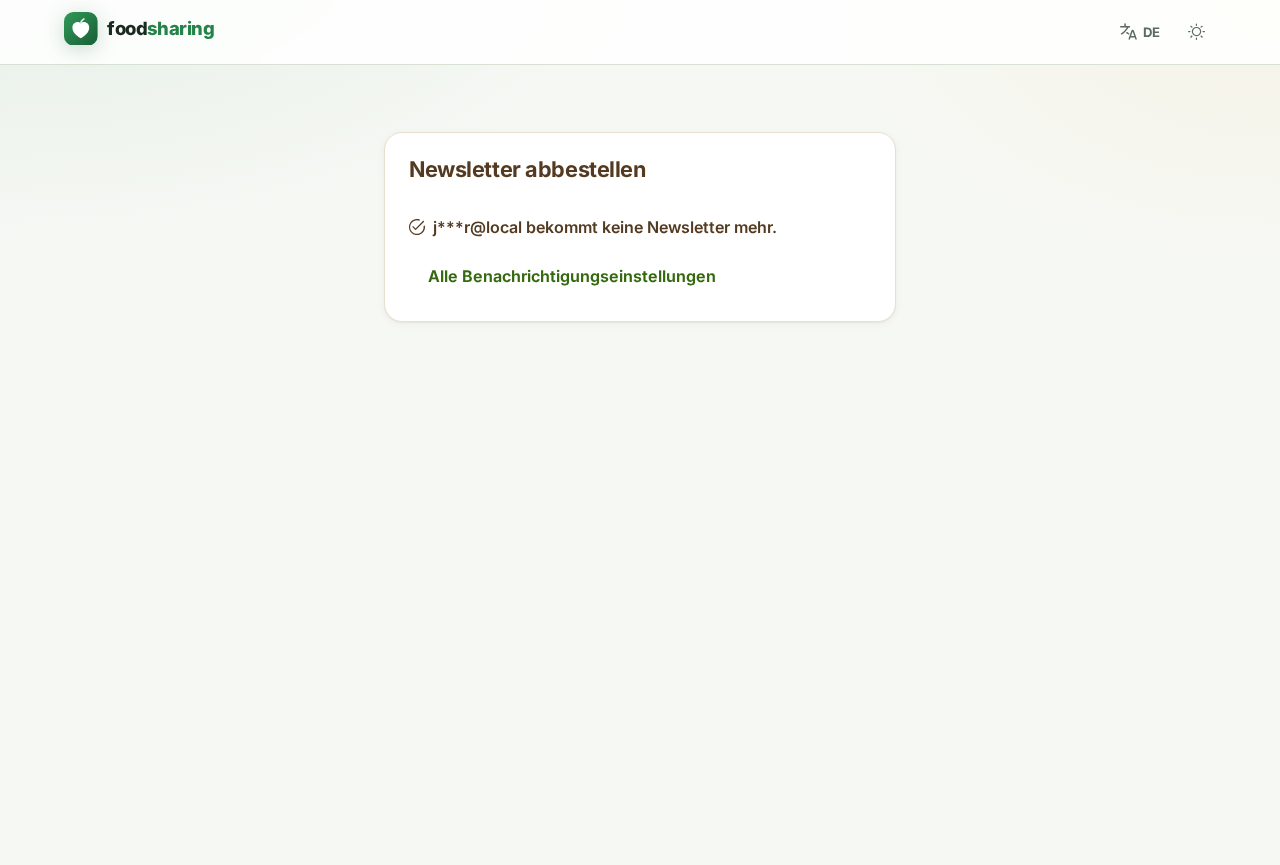 foodsharing
DE
Newsletter abbestellen
j***r@local bekommt keine Newsletter mehr.
Alle Benachrichtigungseinstellungen